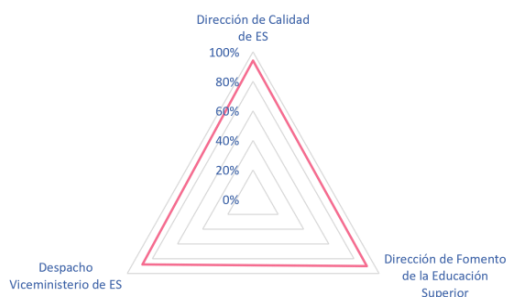 Dirección de Calidad
de ES
100%
80%
60%
40%
20%
0%
Despacho
Viceministerio de ES
Dirección de Fomento
de la Educación
Superior